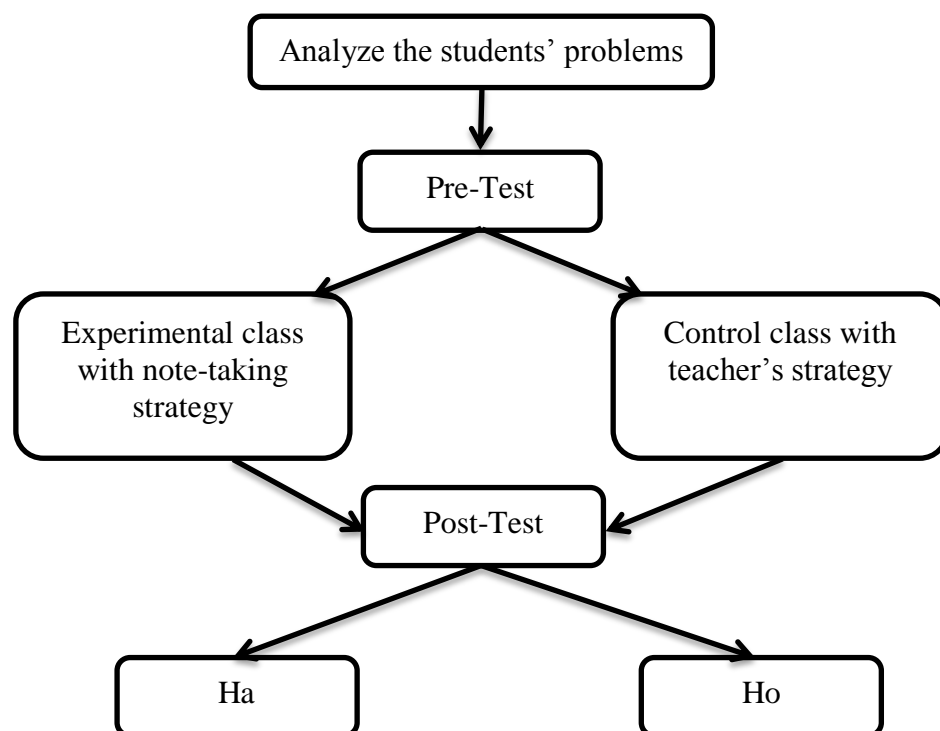 Analyze the students’ problems
Pre-Test
Experimental class
with note-taking
strategy
Control class with
teacher’s strategy
Post-Test
Ha
Ho